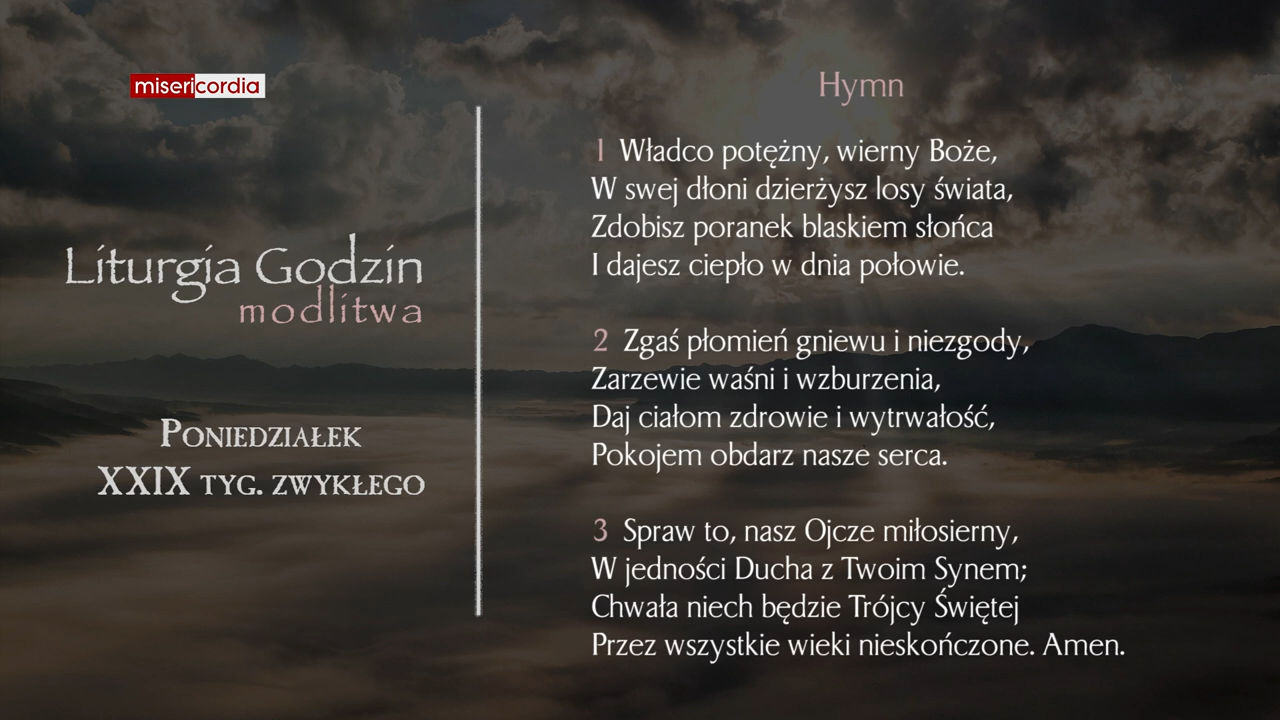 misericordia
Liturgia Godzin
modlitwa
Poniedziałek
XXIX tyg. zwykłego
Hymn
1 Władco potężny, wierny Boże,
W swej dłoni dzierżysz losy świata,
Zdobisz poranek blaskiem słońca
I dajesz ciepło w dnia połowie.
2 Zgaś płomień gniewu i niezgody,
Zarzewie waśni i wzburzenia,
Daj ciałom zdrowie i wytrwałość,
Pokojem obdarz nasze serca.
3 Spraw to, nasz Ojcze miłosierny,
W jedności Ducha z Twoim Synem;
Chwała niech będzie Trójcy Świętej
Przez wszystkie wieki nieskończone. Amen.